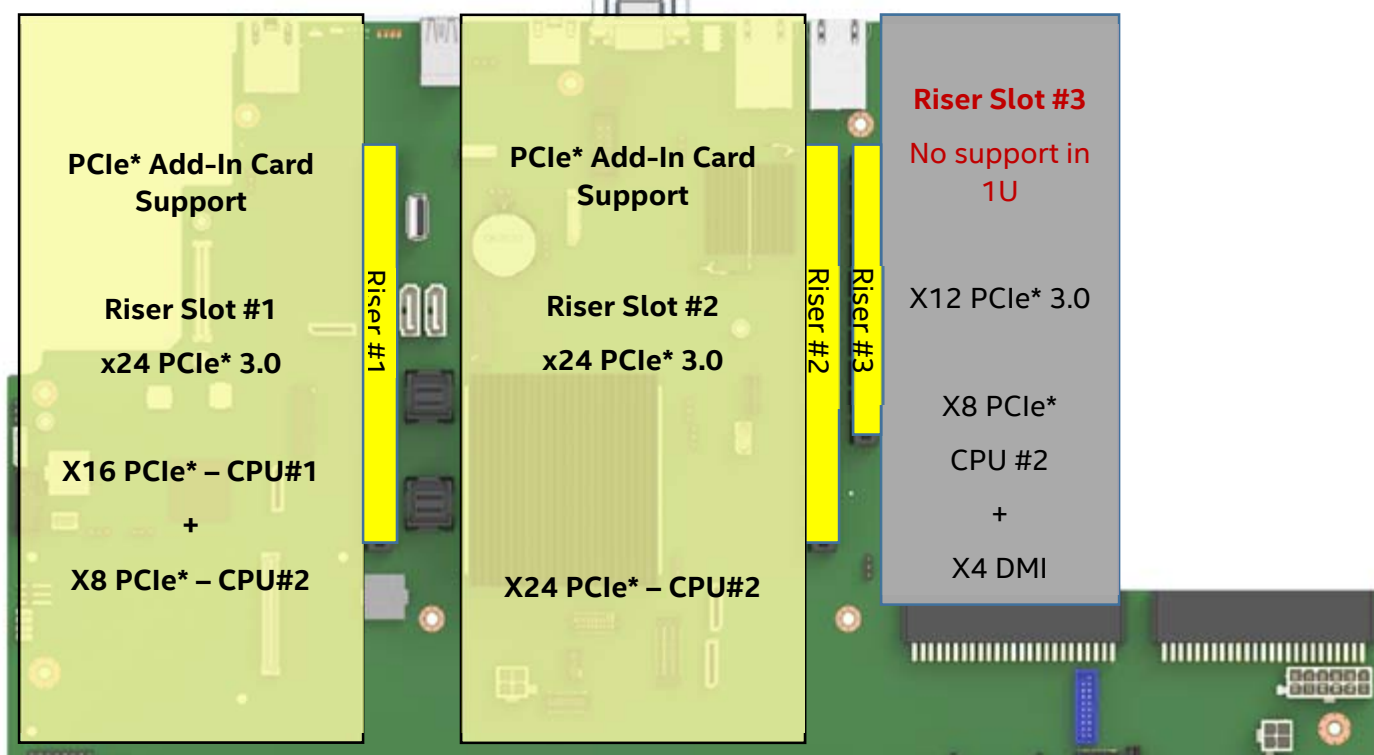 PCIe* Add-In Card
Support
Riser Slot #1
x24 PCIe* 3.0
X16 PCIe* – CPU#1
+
X8 PCIe* – CPU#2
Riser #1
PCIe* Add-In Card
Support
Riser Slot #2
x24 PCIe* 3.0
X24 PCIe* – CPU#2
Riser #2
Riser #3
Riser Slot #3
No support in
1U
X12 PCIe* 3.0
X8 PCIe*
CPU #2
+
X4 DMI